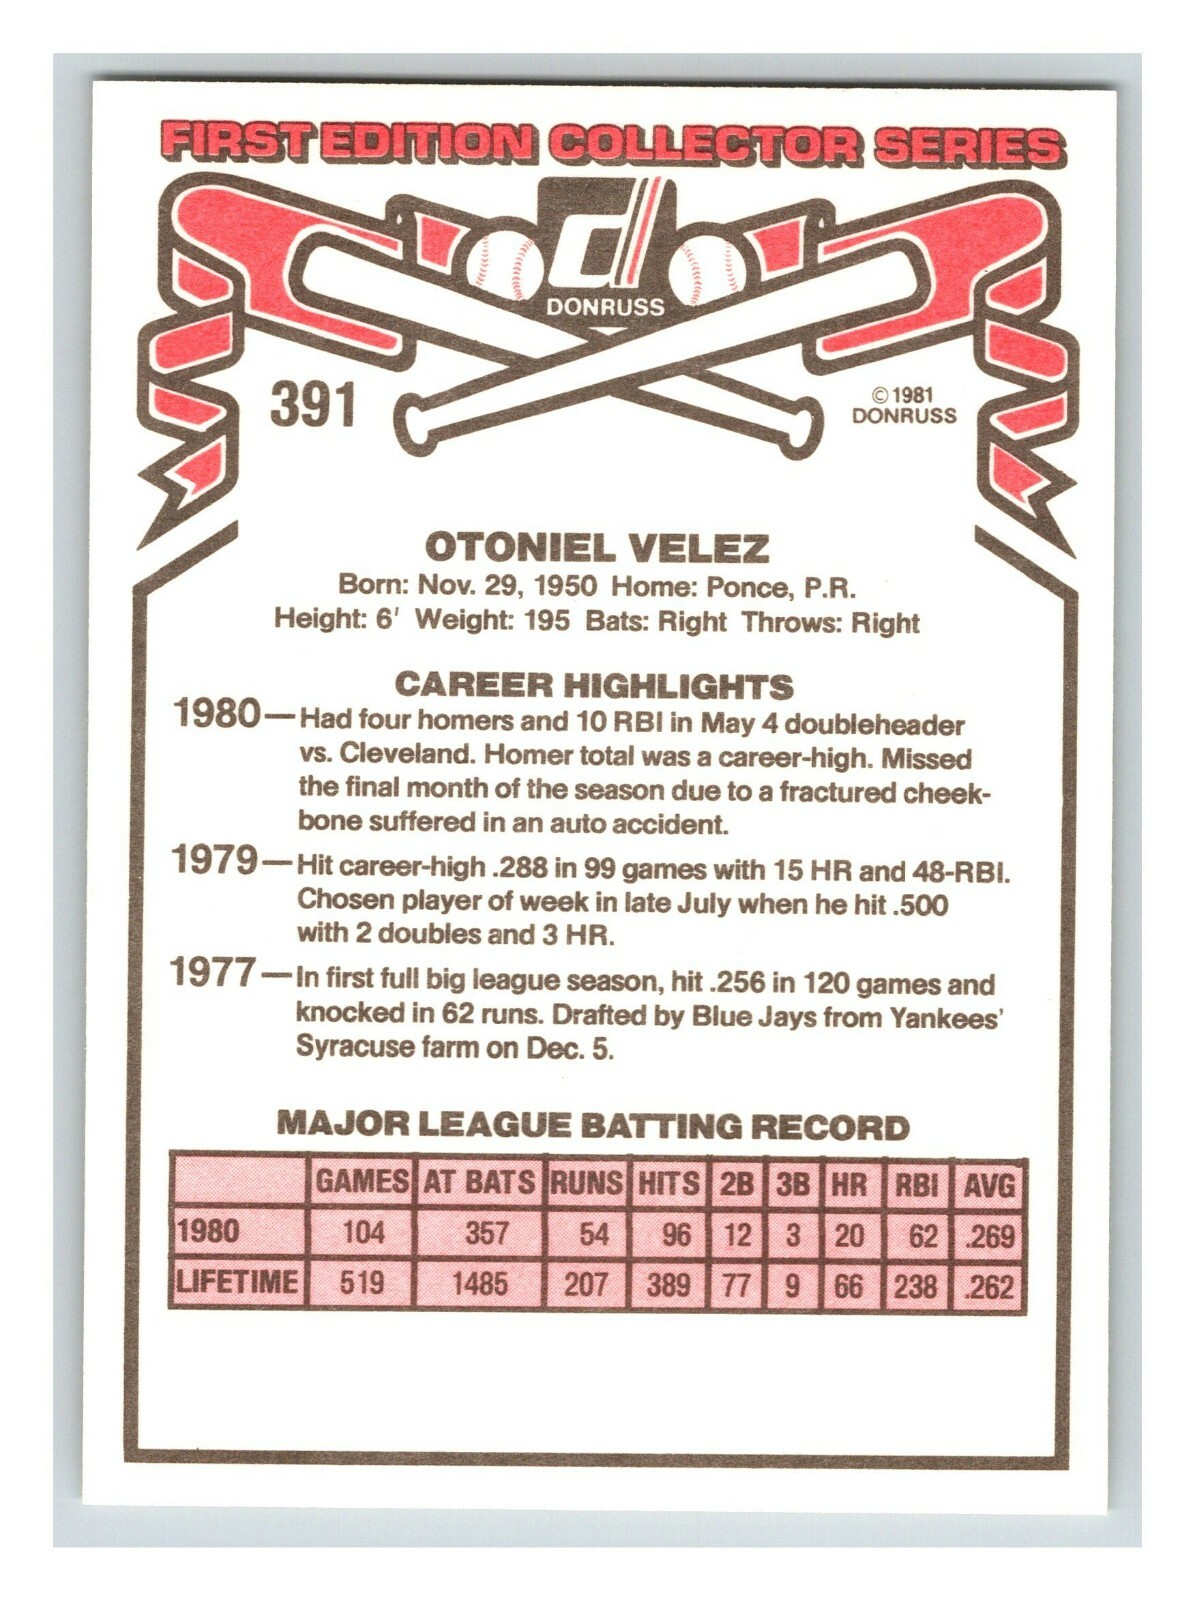 FIRST EDITION COLLECTOR SERIES
d
DONRUSS
391
© 1981
DONRUSS
OTONIEL VELEZ
Born: Nov. 29, 1950 Home: Ponce, P.R.
Height: 6' Weight: 195 Bats: Right Throws: Right
CAREER HIGHLIGHTS
1980—Had four homers and 10 RBI in May 4 doubleheader
vs. Cleveland. Homer total was a career-high. Missed
the final month of the season due to a fractured cheek-
bone suffered in an auto accident.
1979—Hit career-high .288 in 99 games with 15 HR and 48-RBI.
Chosen player of week in late July when he hit .500
with 2 doubles and 3 HR.
1977—In first full big league season, hit .256 in 120 games and
knocked in 62 runs. Drafted by Blue Jays from Yankees'
Syracuse farm on Dec. 5.
MAJOR LEAGUE BATTING RECORD
GAMES AT BATS RUNS HITS 2B 3B HR RBI AVG
1980 104 357 54 96 12 3 20 62 .269
LIFETIME 519 1485 207 389 77 9 66 238 .262